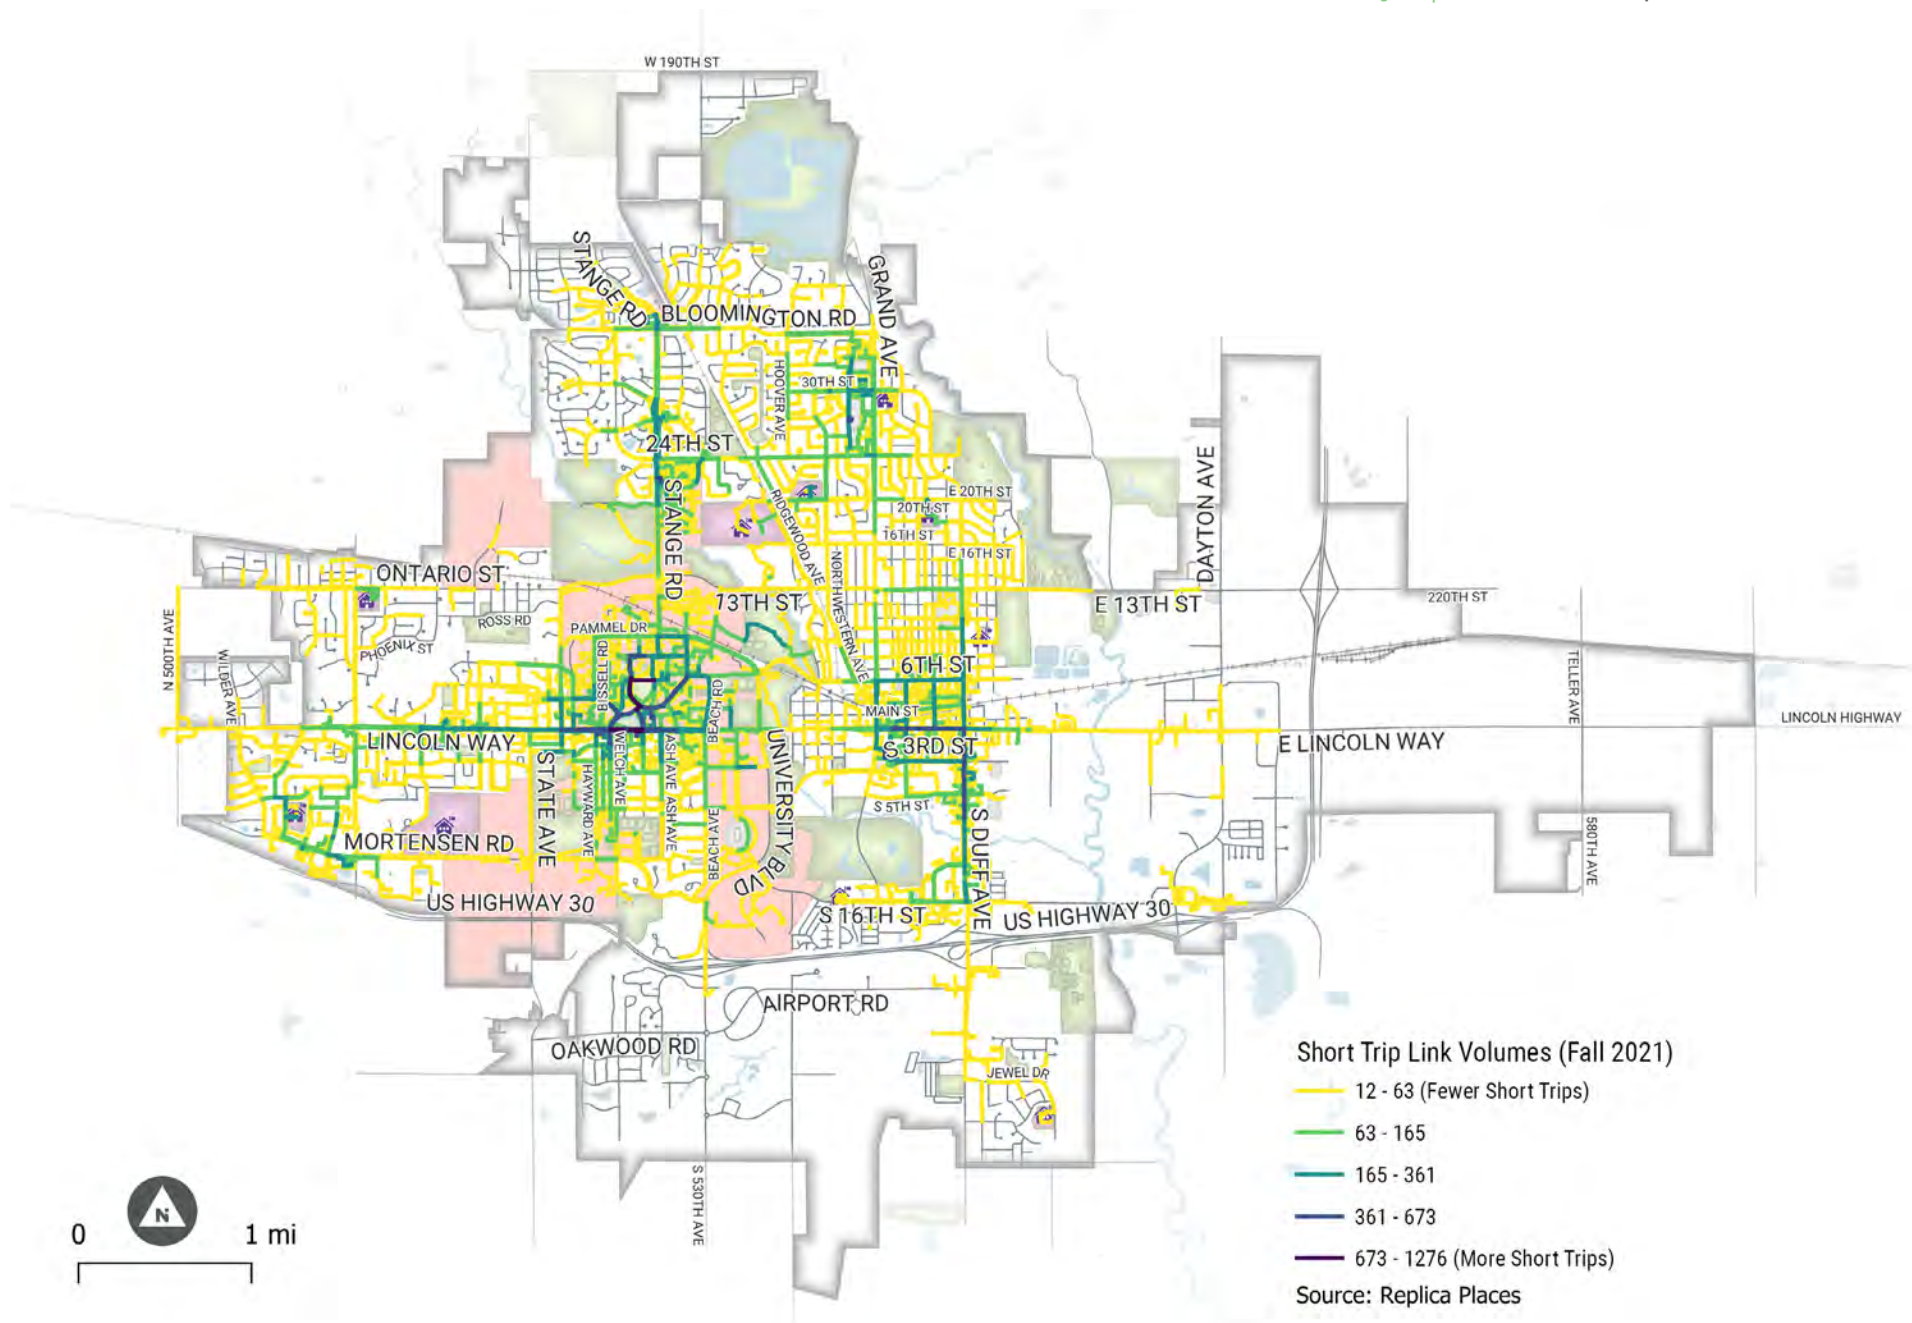 W 190TH ST
STANGE RD
GRAND AVE
BLOOMINGTON RD
HOOVER AVE
30TH ST
24TH ST
DAYTON AVE
STANGE RD
E 20TH ST
20TH ST
RIDGEWOOD AVE
16TH ST
E 16TH ST
NORTHWESTERN AVE
ONTARIO ST
13TH ST
E 13TH ST
220TH ST
N 500TH AVE
ROSS RD
PAMMEL DR
PHOENIX ST
WILDER AVE
BISSELL RD
6TH ST
TELLER AVE
BEACH RD
MAIN ST
LINCOLN HIGHWAY
LINCOLN WAY
S 3RD ST
E LINCOLN WAY
STATE AVE
HAYWARD AVE
WELCH AVE
ASH AVE
ASH AVE
BEACH AVE
UNIVERSITY BLVD
S 5TH ST
S DUFF AVE
580TH AVE
MORTENSEN RD
US HIGHWAY 30
S 16TH ST
US HIGHWAY 30
AIRPORT RD
OAKWOOD RD
JEWEL DR
S 530TH AVE
N
0 1 mi
Short Trip Link Volumes (Fall 2021)
12 - 63 (Fewer Short Trips)
63 - 165
165 - 361
361 - 673
673 - 1276 (More Short Trips)
Source: Replica Places